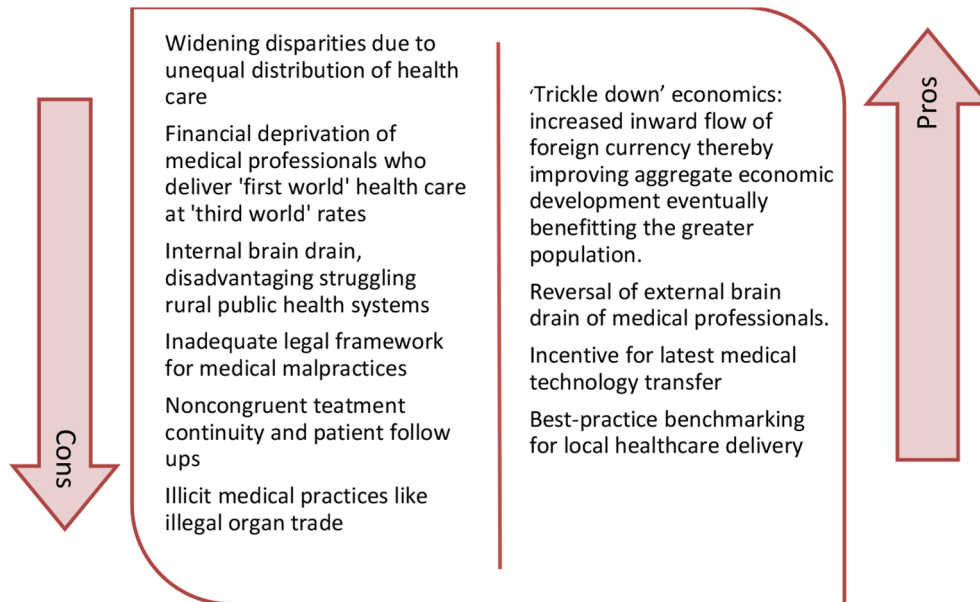 Widening disparities due to
unequal distribution of health
care
Financial deprivation of
medical professionals who
deliver 'first world' health care
at 'third world' rates
Internal brain drain,
disadvantaging struggling
rural public health systems
Inadequate legal framework
for medical malpractices
Noncongruent teatment
continuity and patient follow
ups
Illicit medical practices like
illegal organ trade
Cons
‘Trickle down’ economics:
increased inward flow of
foreign currency thereby
improving aggregate economic
development eventually
benefitting the greater
population.
Reversal of external brain
drain of medical professionals.
Incentive for latest medical
technology transfer
Best-practice benchmarking
for local healthcare delivery
Pros